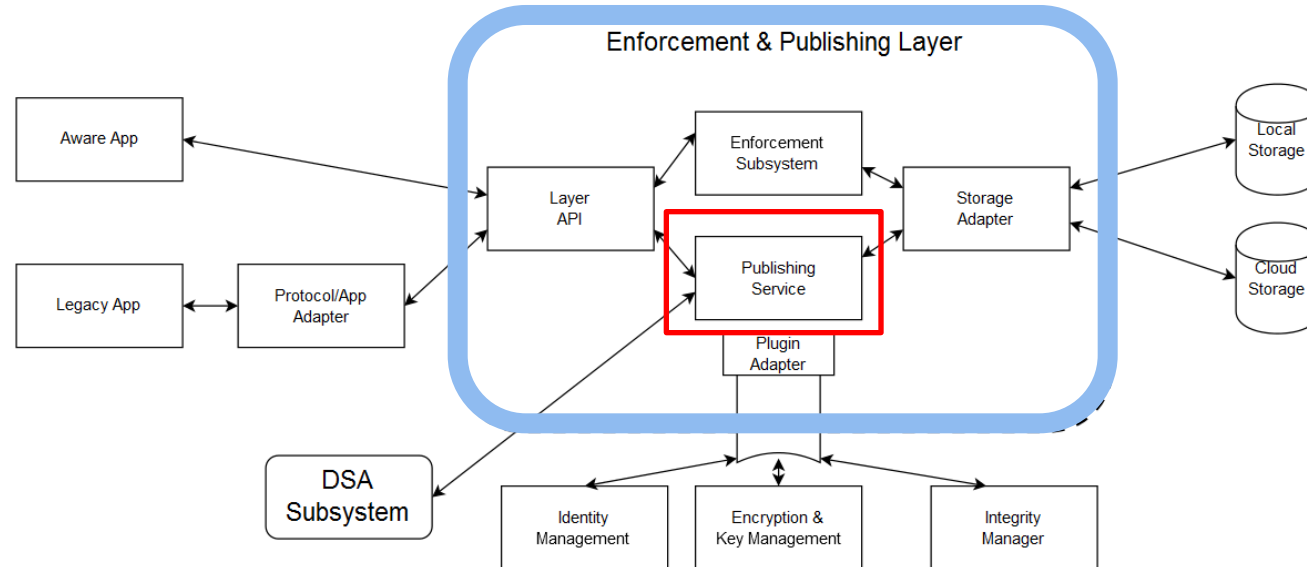 Enforcement & Publishing Layer
Aware App
Enforcement
Subsystem
Local
Storage
Layer
API
Storage
Adapter
Publishing
Service
Cloud
Storage
Legacy App
Protocol/App
Adapter
Plugin
Adapter
DSA
Subsystem
Identity
Management
Encryption &
Key Management
Integrity
Manager